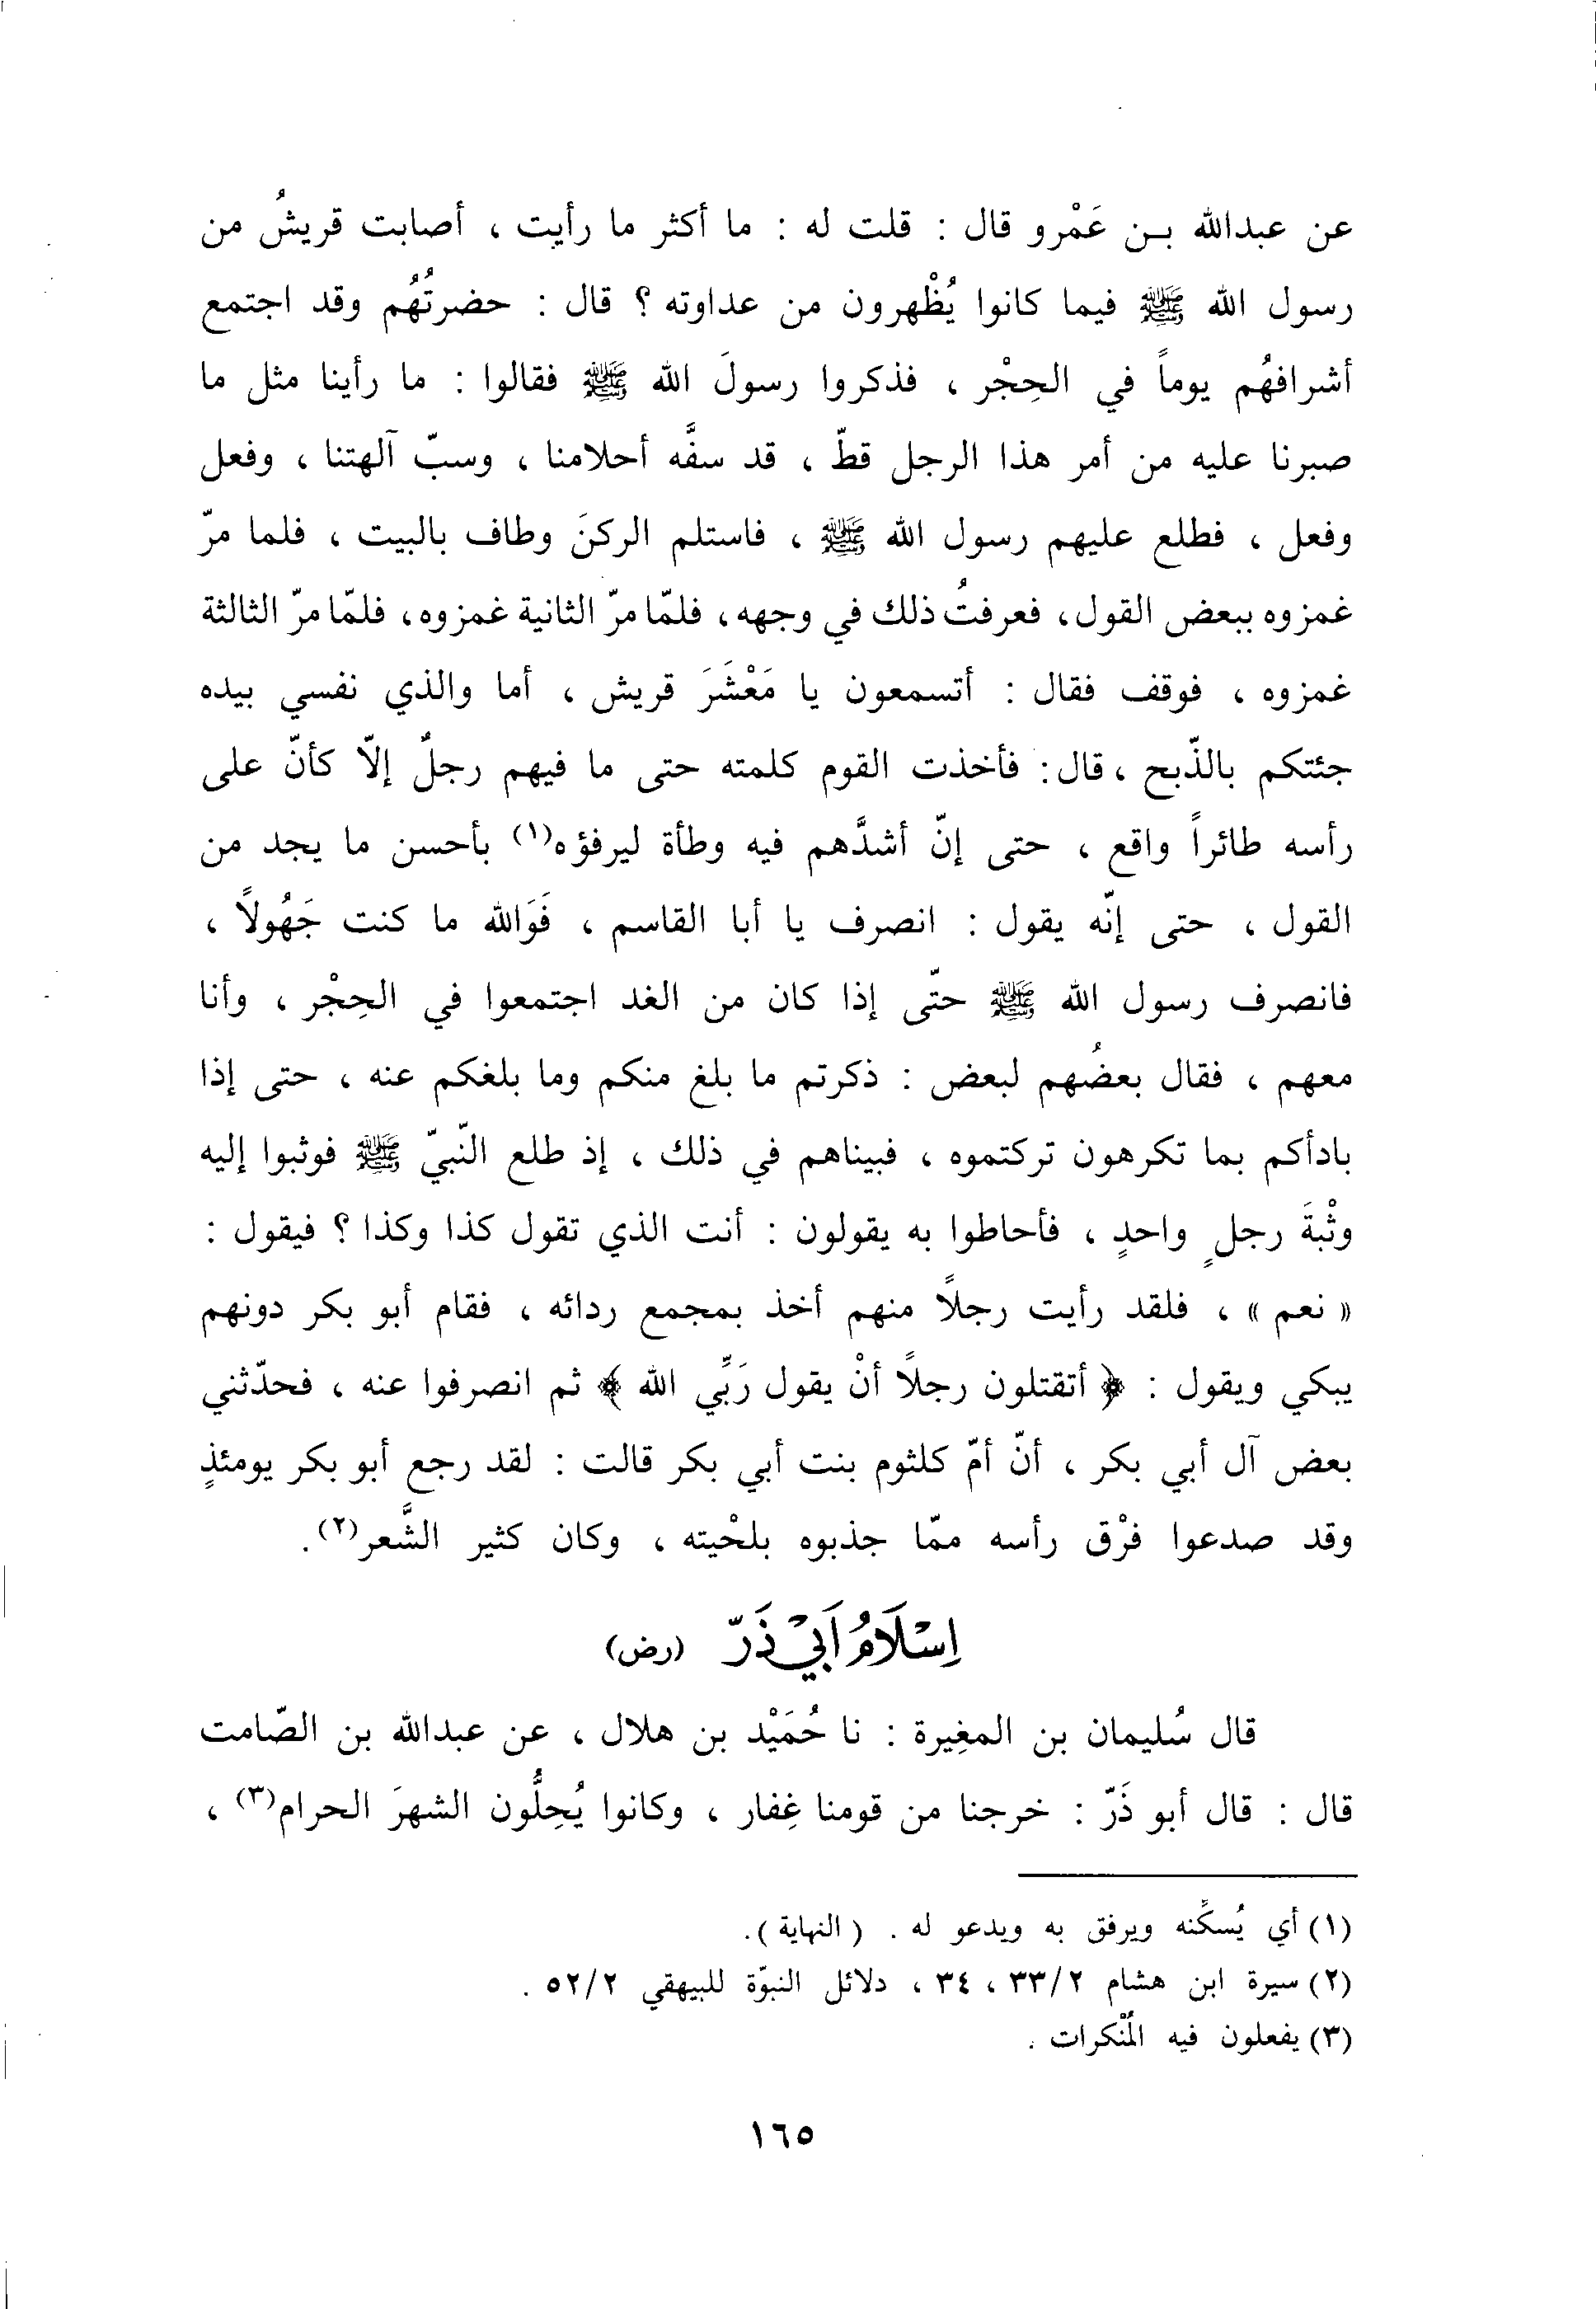 عن عبدالله بـن عَمْرو قال : قلت له : ما أكثر ما رأيت ، أصابت قريشُ من
رسول الله ﷺ فيما كانوا يُظْهرون من عداوته ؟ قال : حضرتُهُم وقد اجتمع
أشرافهُم يوماً في الحِجْر ، فذكروا رسولَ الله ﷺ فقالوا : ما رأينا مثل ما
صبرنا عليه من أمر هذا الرجل قطّ ، قد سفَّه أحلامنا ، وسبّ آلهتنا ، وفعل
وفعل ، فطلع عليهم رسول الله ﷺ ، فاستلم الركنَ وطاف بالبيت ، فلما مرّ
غمزوه ببعض القول، فعرفتُ ذلك في وجهه، فلمّا مرّ الثانية غمزوه، فلمّا مرّ الثالثة
غمزوه ، فوقف فقال : أتسمعون يا مَعْشَرَ قريش ، أما والذي نفسي بيده
جئتكم بالذّبح ، قال: فأخذت القوم كلمته حتى ما فيهم رجلٌ إلاّ كأنّ على
رأسه طائراً واقع ، حتى إنّ أشدَّهم فيه وطأة ليرفؤه(١) بأحسن ما يجد من
القول ، حتى إنّه يقول : انصرف يا أبا القاسم ، فَوَالله ما كنت جَهُولاً ،
فانصرف رسول الله ﷺ حتّى إذا كان من الغد اجتمعوا في الحِجْر ، وأنا
معهم ، فقال بعضُهم لبعض : ذكرتم ما بلغ منكم وما بلغكم عنه ، حتى إذا
بادأكم بما تكرهون تركتموه ، فبيناهم في ذلك ، إذ طلع النّبيّ ﷺ فوثبوا إليه
وثْبةَ رجلٍ واحدٍ ، فأحاطوا به يقولون : أنت الذي تقول كذا وكذا ؟ فيقول :
« نعم » ، فلقد رأيت رجلاً منهم أخذ بمجمع ردائه ، فقام أبو بكر دونهم
يبكي ويقول : ﴿ أتقتلون رجلًا أنْ يقول رَبِّي الله ﴾ ثم انصرفوا عنه ، فحدّثني
بعض آل أبي بكر ، أنّ أمّ كلثوم بنت أبي بكر قالت : لقد رجع أبو بكر يومئذٍ
وقد صدعوا فرْق رأسه ممّا جذبوه بلحْيته ، وكان كثير الشَّعر(٢) .
اِسْلَامُ اَبِيْ ذَرّ (رض)
قال سُليمان بن المغِيرة : نا حُمَيْد بن هلال ، عن عبدالله بن الصّامت
قال : قال أبو ذَرّ : خرجنا من قومنا غِفار ، وكانوا يُحِلُّون الشهرَ الحرام(٣) ،
(١) أي يُسكِّنه ويرفق به ويدعو له . ( النهاية ).
(٢) سيرة ابن هشام ٣٣/٢ ، ٣٤ ، دلائل النبوّة للبيهقي ٥٢/٢ .
(٣) يفعلون فيه المُنْكرات .
١٦٥